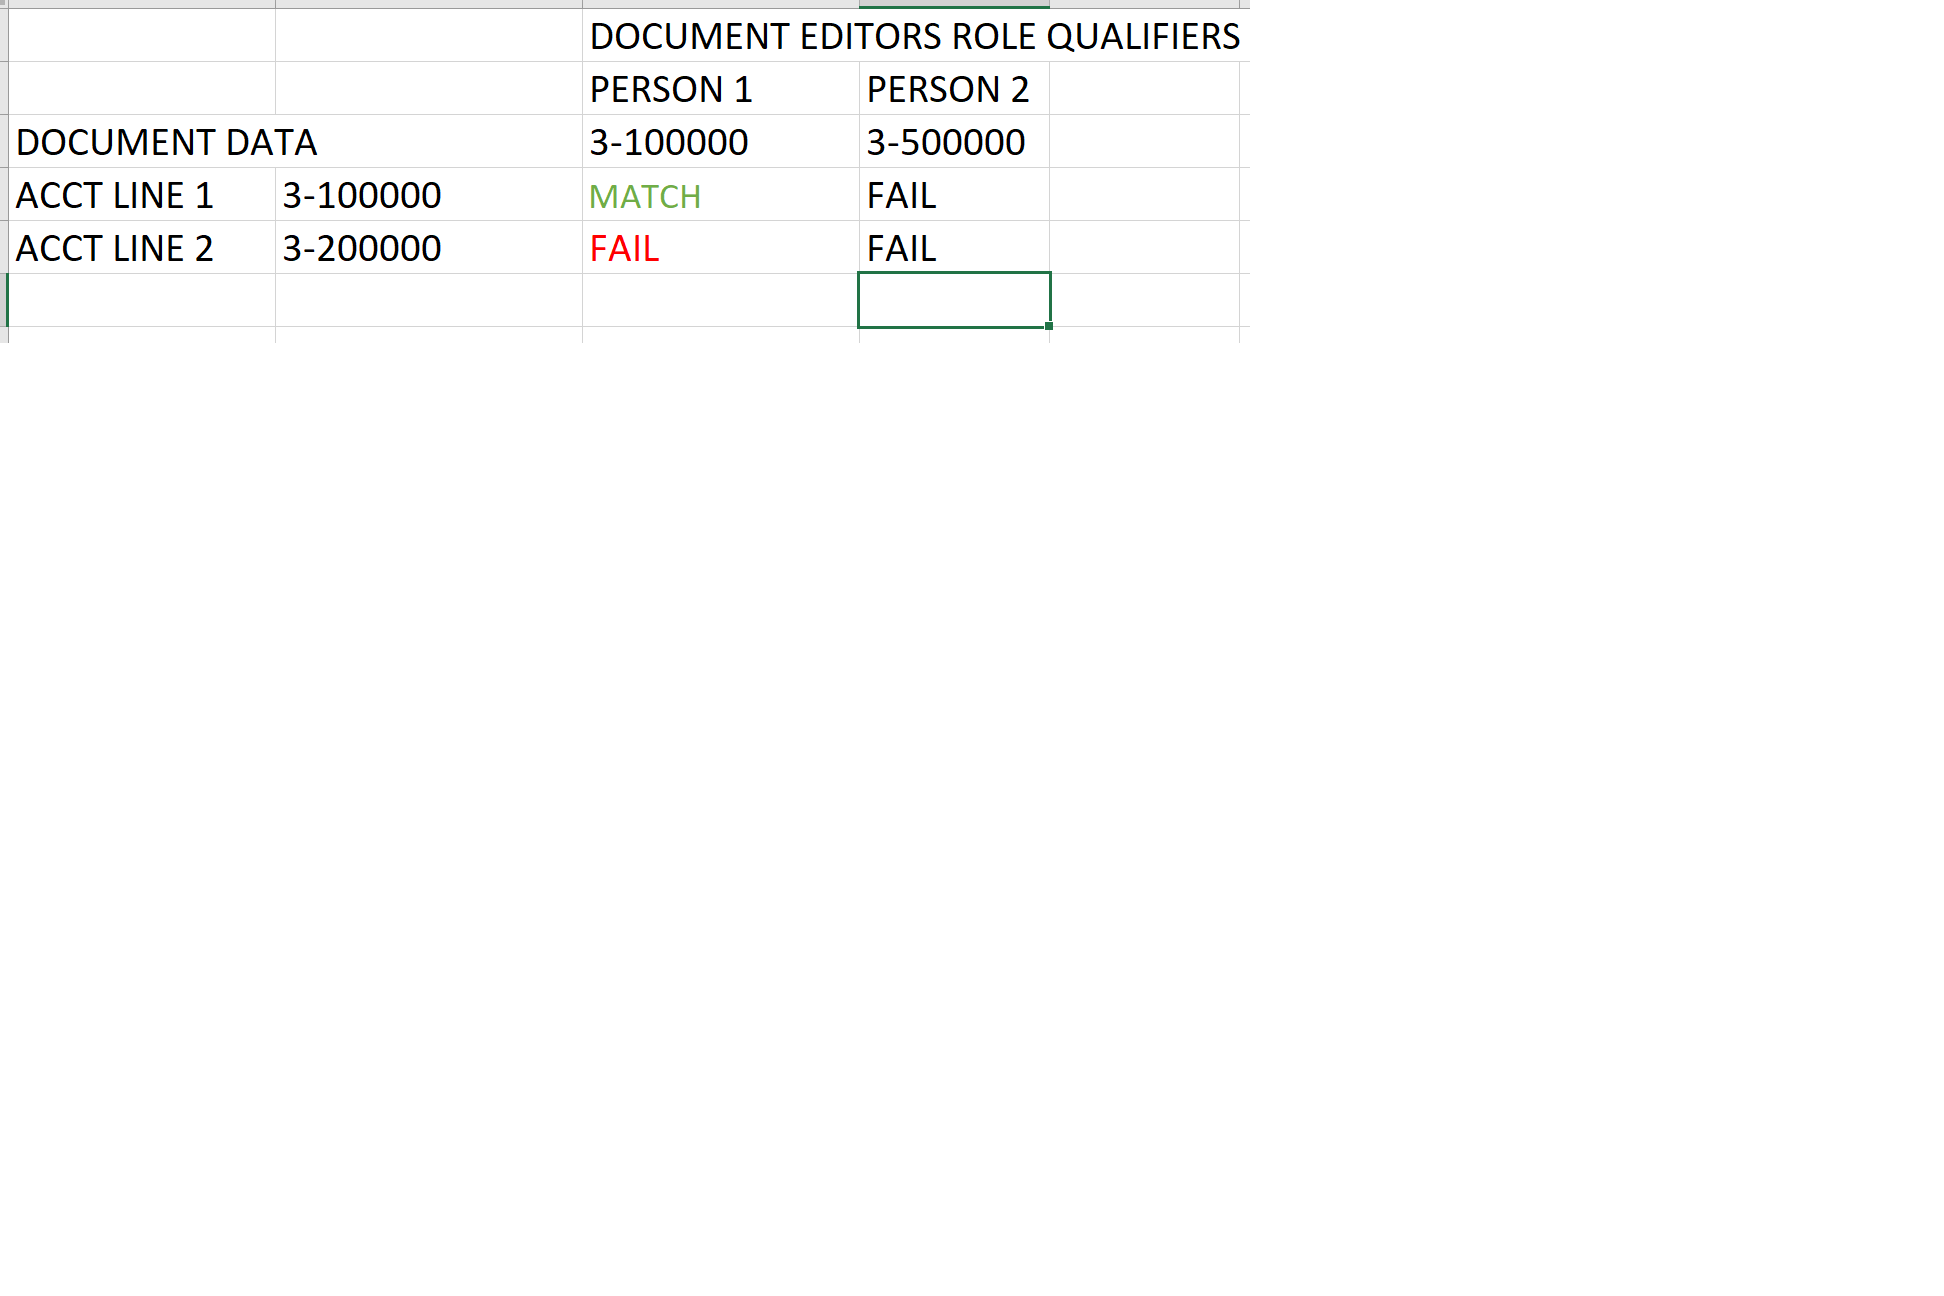 DOCUMENT EDITORS ROLE QUALIFIERS
PERSON 1 PERSON 2
DOCUMENT DATA 3-100000 3-500000
ACCT LINE 1 3-100000 MATCH FAIL
ACCT LINE 2 3-200000 FAIL FAIL